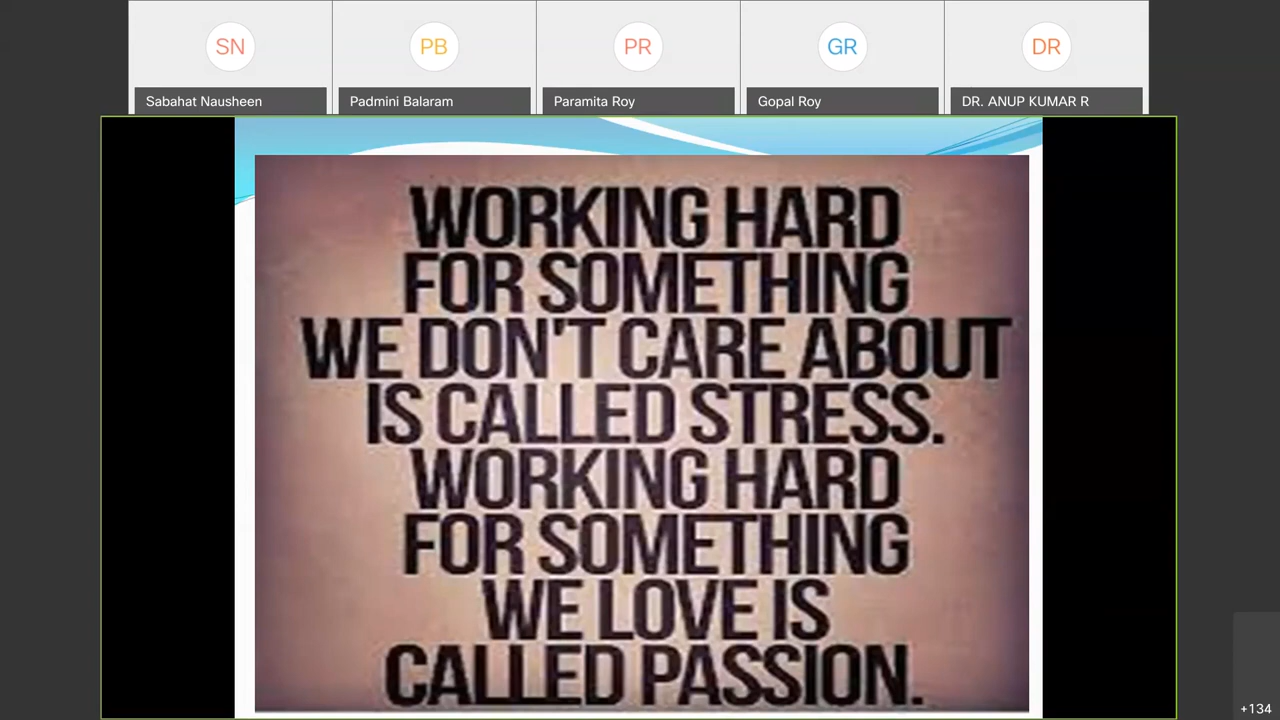 SN
PB
PR
GR
DR
Sabahat Nausheen
Padmini Balaram
Paramita Roy
Gopal Roy
DR. ANUP KUMAR R
WORKING HARD
FOR SOMETHING
WE DON'T CARE ABOUT
IS CALLED STRESS.
WORKING HARD
FOR SOMETHING
WE LOVE IS
CALLED PASSION.
+134